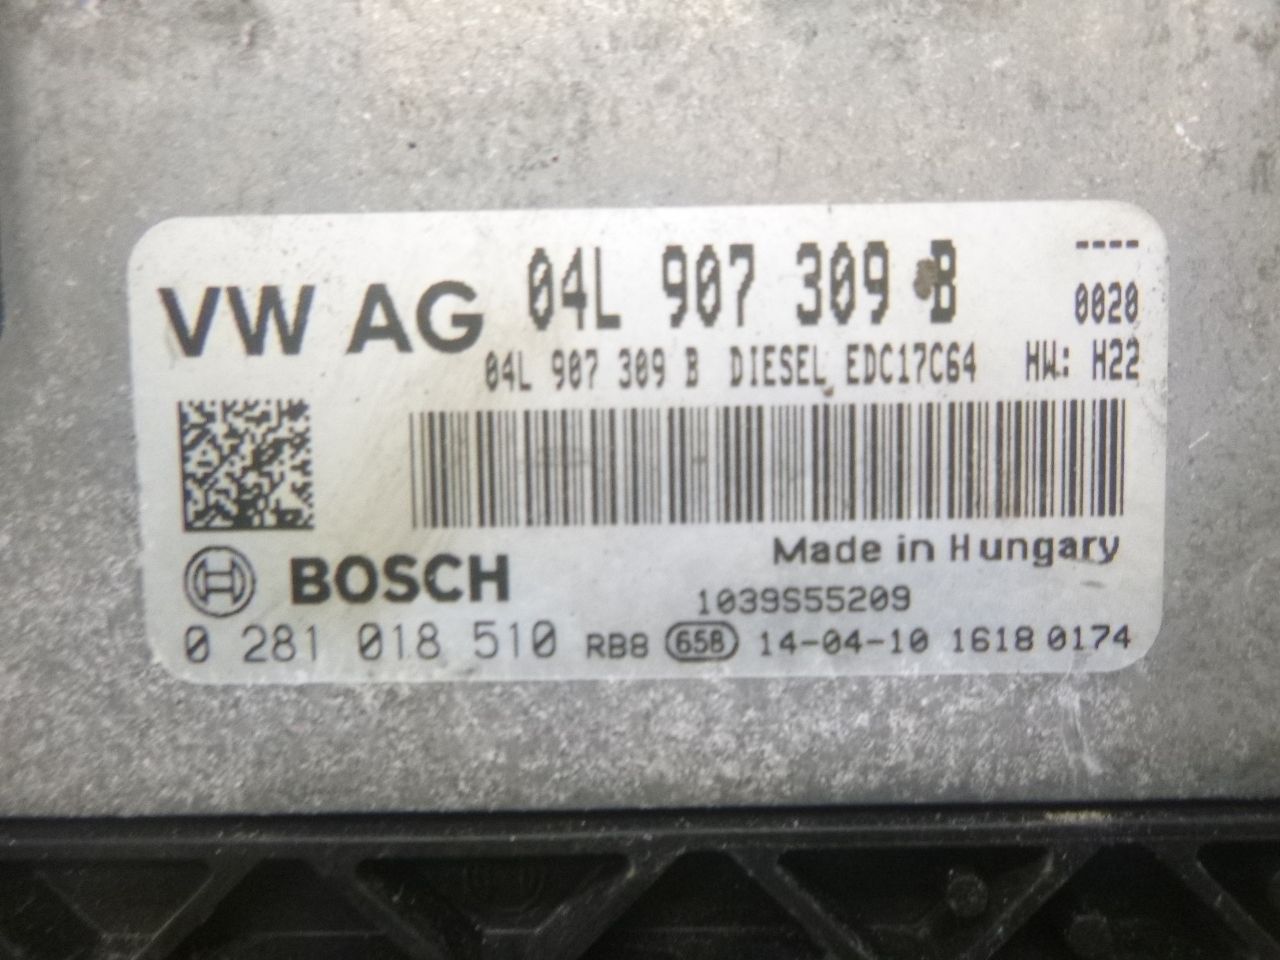 VW AG 04L 907 309 B ----
0020
04L 907 309 B DIESEL EDC17C64 HW: H22
Made in Hungary
BOSCH
1039S55209
0 281 018 510 RB8 65B 14-04-10 1618 0174